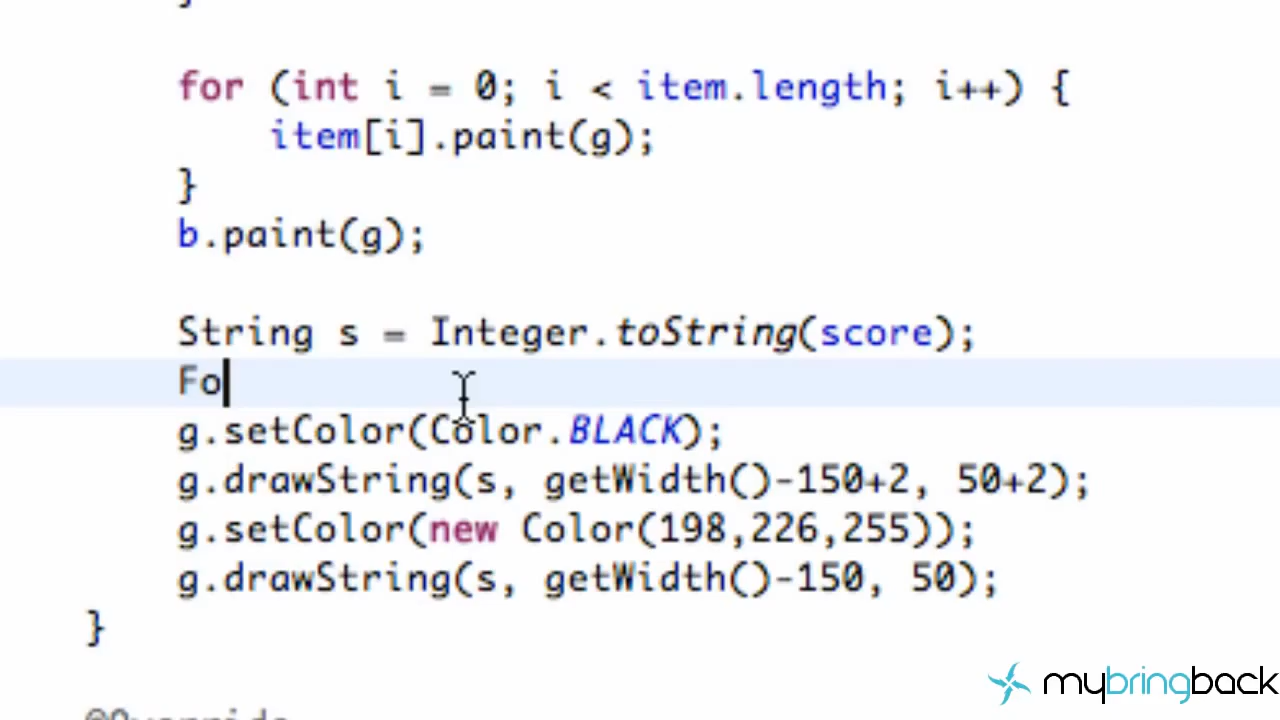 }
for (int i = 0; i < item.length; i++) {
item[i].paint(g);
}
b.paint(g);
String s = Integer.toString(score);
Fo
g.setColor(Color.BLACK);
g.drawString(s, getWidth()-150+2, 50+2);
g.setColor(new Color(198,226,255));
g.drawString(s, getWidth()-150, 50);
}
mybringback
@Override